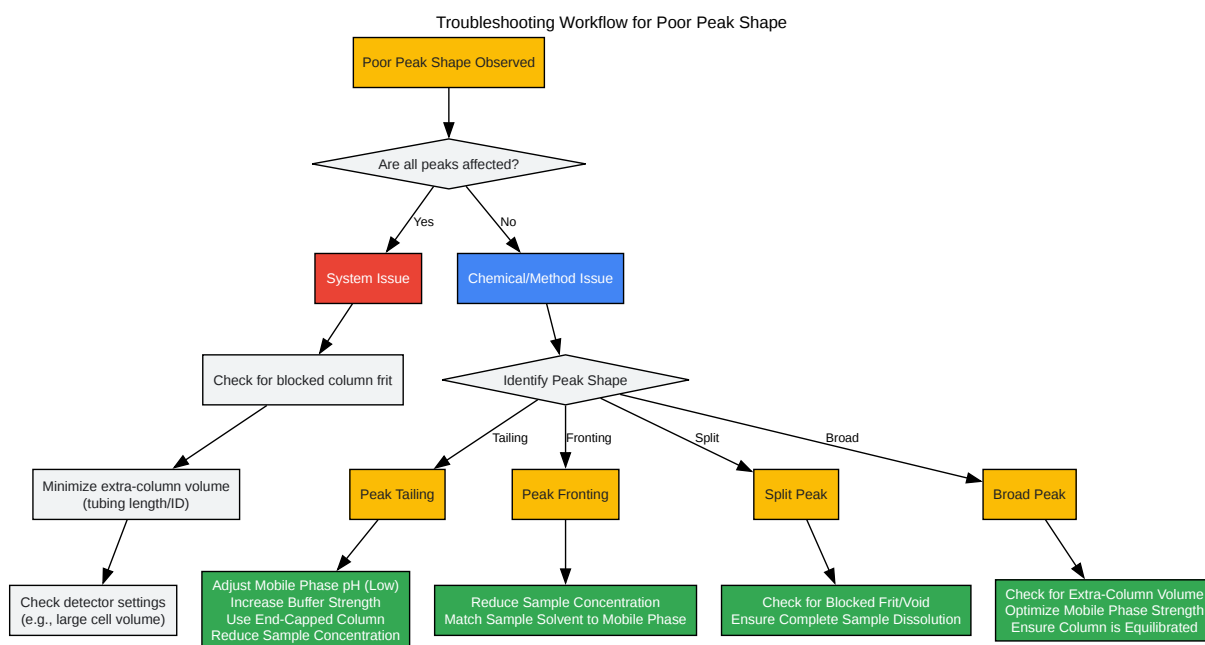 Troubleshooting Workflow for Poor Peak Shape
Poor Peak Shape Observed
Are all peaks affected?
Yes
No
System Issue
Chemical/Method Issue
Check for blocked column frit
Identify Peak Shape
Tailing
Fronting
Split
Broad
Minimize extra-column volume
(tubing length/ID)
Peak Tailing
Peak Fronting
Split Peak
Broad Peak
Check detector settings
(e.g., large cell volume)
Adjust Mobile Phase pH (Low)
Increase Buffer Strength
Use End-Capped Column
Reduce Sample Concentration
Reduce Sample Concentration
Match Sample Solvent to Mobile Phase
Check for Blocked Frit/Void
Ensure Complete Sample Dissolution
Check for Extra-Column Volume
Optimize Mobile Phase Strength
Ensure Column is Equilibrated